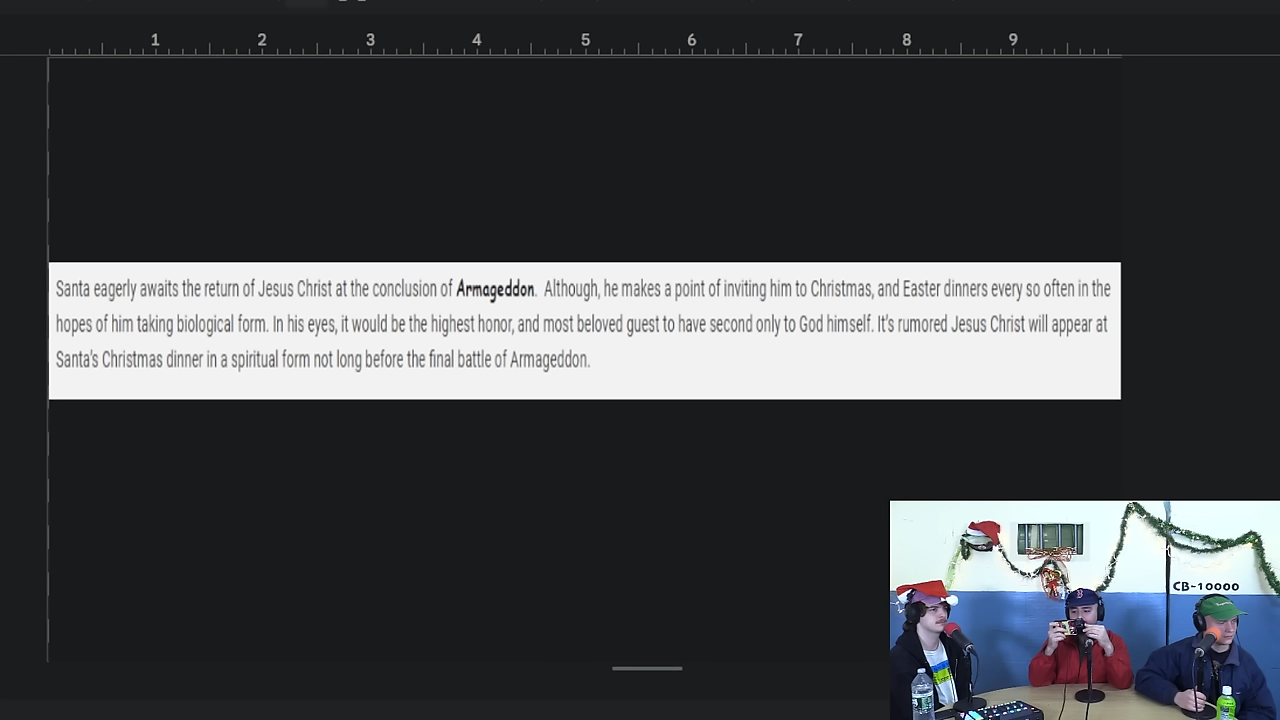 1 2 3 4 5 6 7 8 9
Santa eagerly awaits the return of Jesus Christ at the conclusion of Armageddon. Although, he makes a point of inviting him to Christmas, and Easter dinners every so often in the
hopes of him taking biological form. In his eyes, it would be the highest honor, and most beloved guest to have second only to God himself. It's rumored Jesus Christ will appear at
Santa's Christmas dinner in a spiritual form not long before the final battle of Armageddon.
CB-10000